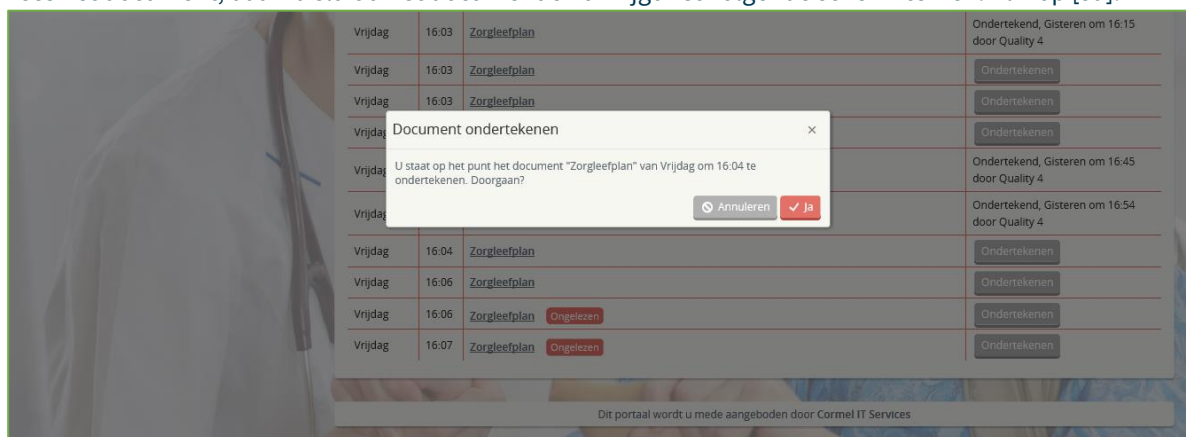 Vrijdag 16:03 Zorgleefplan Ondertekend, Gisteren om 16:15
door Quality 4
Vrijdag 16:03 Zorgleefplan Ondertekenen
Vrijdag 16:03 Zorgleefplan Ondertekenen
Vrijdag Ondertekenen
Document ondertekenen ×
U staat op het punt het document "Zorgleefplan" van Vrijdag om 16:04 te
ondertekenen. Doorgaan?
Annuleren Ja
Vrijdag Ondertekend, Gisteren om 16:45
door Quality 4
Vrijdag Ondertekend, Gisteren om 16:54
door Quality 4
Vrijdag 16:04 Zorgleefplan Ondertekenen
Vrijdag 16:06 Zorgleefplan Ondertekenen
Vrijdag 16:06 Zorgleefplan Ongelezen Ondertekenen
Vrijdag 16:07 Zorgleefplan Ongelezen Ondertekenen
Dit portaal wordt u mede aangeboden door Cormel IT Services